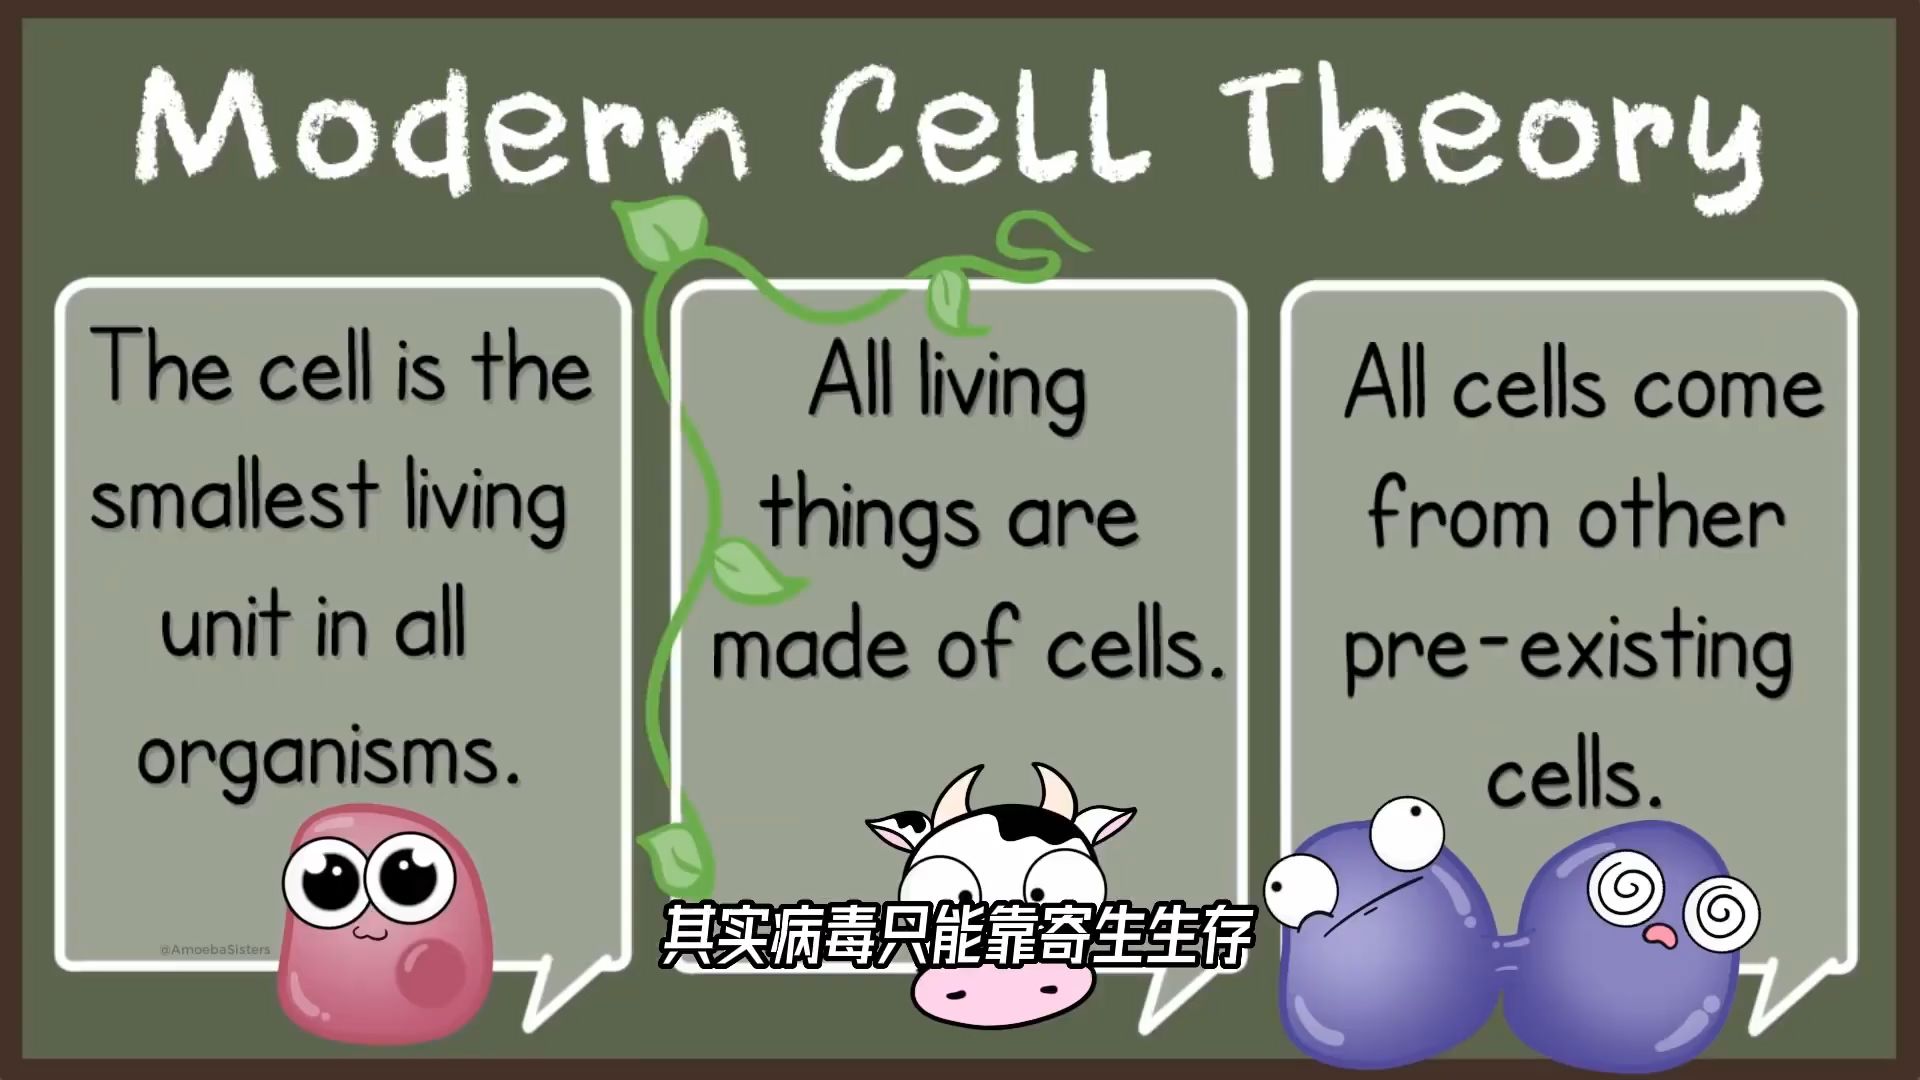 Modern Cell Theory
The cell is the
smallest living
unit in all
organisms.
All living
things are
made of cells.
All cells come
from other
pre-existing
cells.
@AmoebaSisters
其实病毒只能靠寄生生存